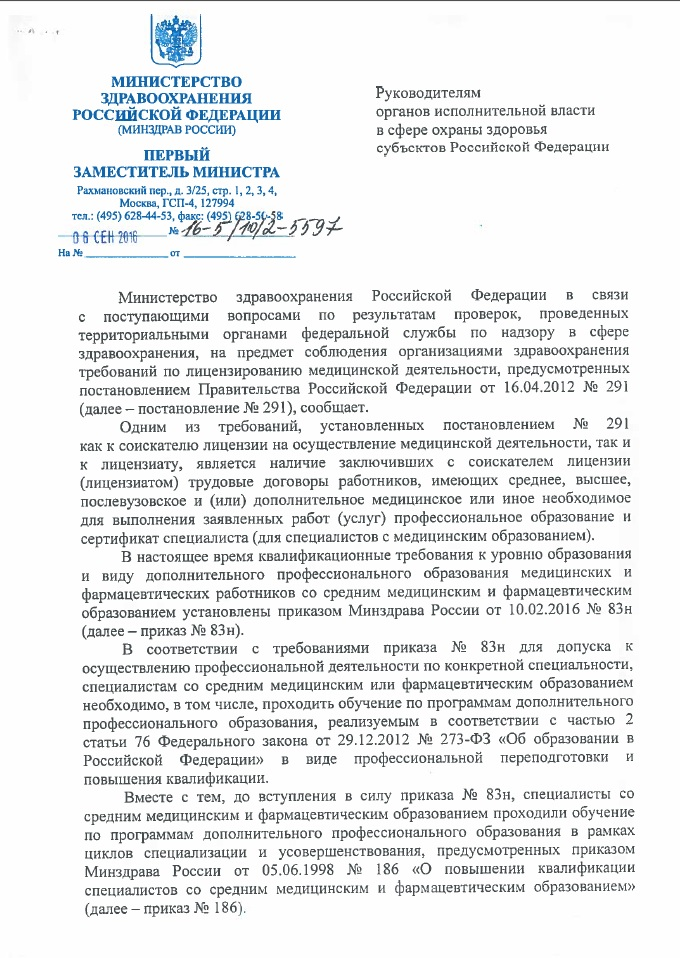 МИНИСТЕРСТВО
ЗДРАВООХРАНЕНИЯ
РОССИЙСКОЙ ФЕДЕРАЦИИ
(МИНЗДРАВ РОССИИ)
ПЕРВЫЙ
ЗАМЕСТИТЕЛЬ МИНИСТРА
Рахмановский пер., д. 3/25, стр. 1, 2, 3, 4,
Москва, ГСП-4, 127994
тел.: (495) 628-44-53, факс: (495) 628-50-58
06 СЕН 2016 № 16-5/10/2-5597
На № от
Руководителям
органов исполнительной власти
в сфере охраны здоровья
субъектов Российской Федерации
Министерство здравоохранения Российской Федерации в связи
с поступающими вопросами по результатам проверок, проведенных
территориальными органами федеральной службы по надзору в сфере
здравоохранения, на предмет соблюдения организациями здравоохранения
требований по лицензированию медицинской деятельности, предусмотренных
постановлением Правительства Российской Федерации от 16.04.2012 № 291
(далее – постановление № 291), сообщает.
Одним из требований, установленных постановлением № 291
как к соискателю лицензии на осуществление медицинской деятельности, так и
к лицензиату, является наличие заключивших с соискателем лицензии
(лицензиатом) трудовые договоры работников, имеющих среднее, высшее,
послевузовское и (или) дополнительное медицинское или иное необходимое
для выполнения заявленных работ (услуг) профессиональное образование и
сертификат специалиста (для специалистов с медицинским образованием).
В настоящее время квалификационные требования к уровню образования
и виду дополнительного профессионального образования медицинских и
фармацевтических работников со средним медицинским и фармацевтическим
образованием установлены приказом Минздрава России от 10.02.2016 № 83н
(далее – приказ № 83н).
В соответствии с требованиями приказа № 83н для допуска к
осуществлению профессиональной деятельности по конкретной специальности,
специалистам со средним медицинским или фармацевтическим образованием
необходимо, в том числе, проходить обучение по программам дополнительного
профессионального образования, реализуемым в соответствии с частью 2
статьи 76 Федерального закона от 29.12.2012 № 273-ФЗ «Об образовании в
Российской Федерации» в виде профессиональной переподготовки и
повышения квалификации.
Вместе с тем, до вступления в силу приказа № 83н, специалисты со
средним медицинским и фармацевтическим образованием проходили обучение
по программам дополнительного профессионального образования в рамках
циклов специализации и усовершенствования, предусмотренных приказом
Минздрава России от 05.06.1998 № 186 «О повышении квалификации
специалистов со средним медицинским и фармацевтическим образованием»
(далее – приказ № 186).